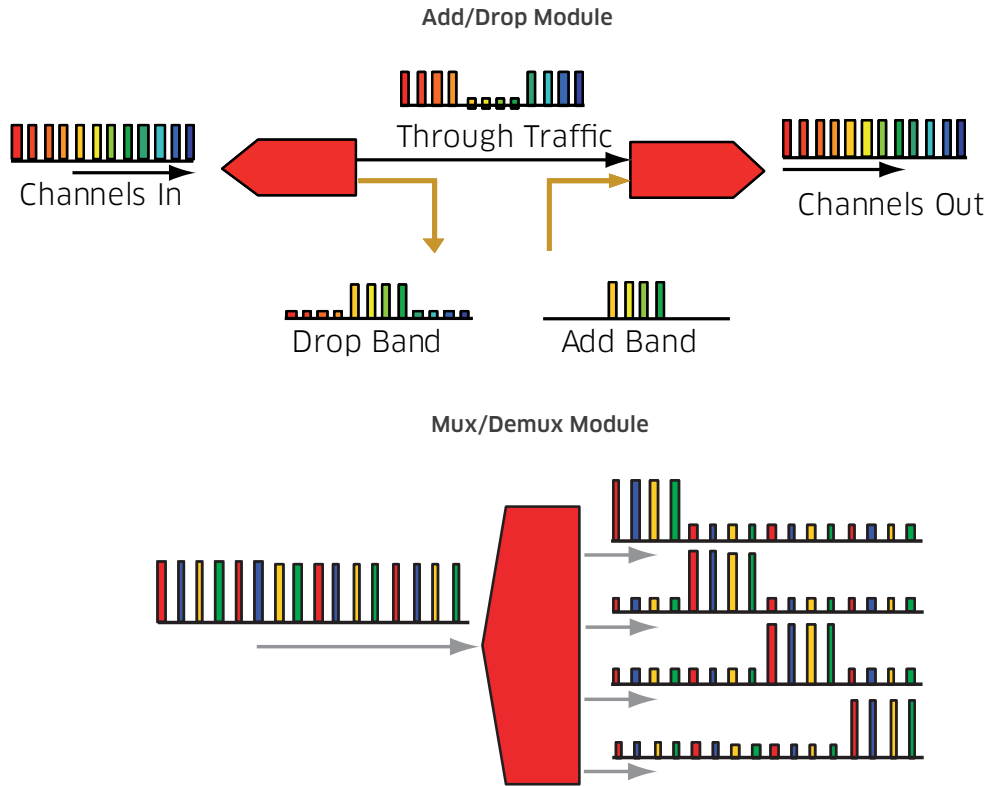 Add/Drop Module
Through Traffic
Channels In
Channels Out
Drop Band
Add Band
Mux/Demux Module